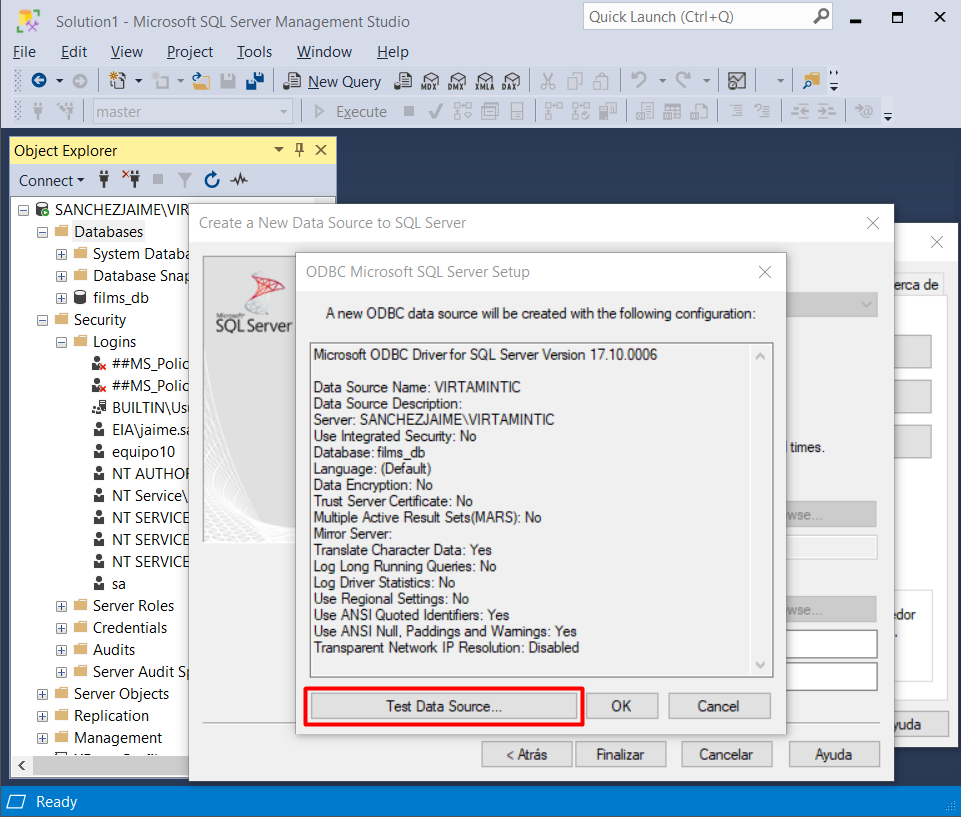 Solution1 - Microsoft SQL Server Management Studio
Quick Launch (Ctrl+Q)
File Edit View Project Tools Window Help
New Query MDX DMX XMLA DAX
master Execute
Object Explorer
Connect
SANCHEZJAIME\VIR
Databases
System Databa
Database Snap
films_db
Security
Logins
##MS_Polic
##MS_Polic
BUILTIN\Us
EIA\jaime.sa
equipo10
NT AUTHOR
NT Service\
NT SERVICE
NT SERVICE
NT SERVICE
sa
Server Roles
Credentials
Audits
Server Audit Sp
Server Objects
Replication
Management
Create a New Data Source to SQL Server
Microsoft
SQL Server
ODBC Microsoft SQL Server Setup
A new ODBC data source will be created with the following configuration:
Microsoft ODBC Driver for SQL Server Version 17.10.0006
Data Source Name: VIRTAMINTIC
Data Source Description:
Server: SANCHEZJAIME\VIRTAMINTIC
Use Integrated Security: No
Database: films_db
Language: (Default)
Data Encryption: No
Trust Server Certificate: No
Multiple Active Result Sets(MARS): No
Mirror Server:
Translate Character Data: Yes
Log Long Running Queries: No
Log Driver Statistics: No
Use Regional Settings: No
Use ANSI Quoted Identifiers: Yes
Use ANSI Null, Paddings and Warnings: Yes
Transparent Network IP Resolution: Disabled
Test Data Source... OK Cancel
times.
wse...
wse...
< Atrás Finalizar Cancelar Ayuda
erca de
edor
yuda
Ready